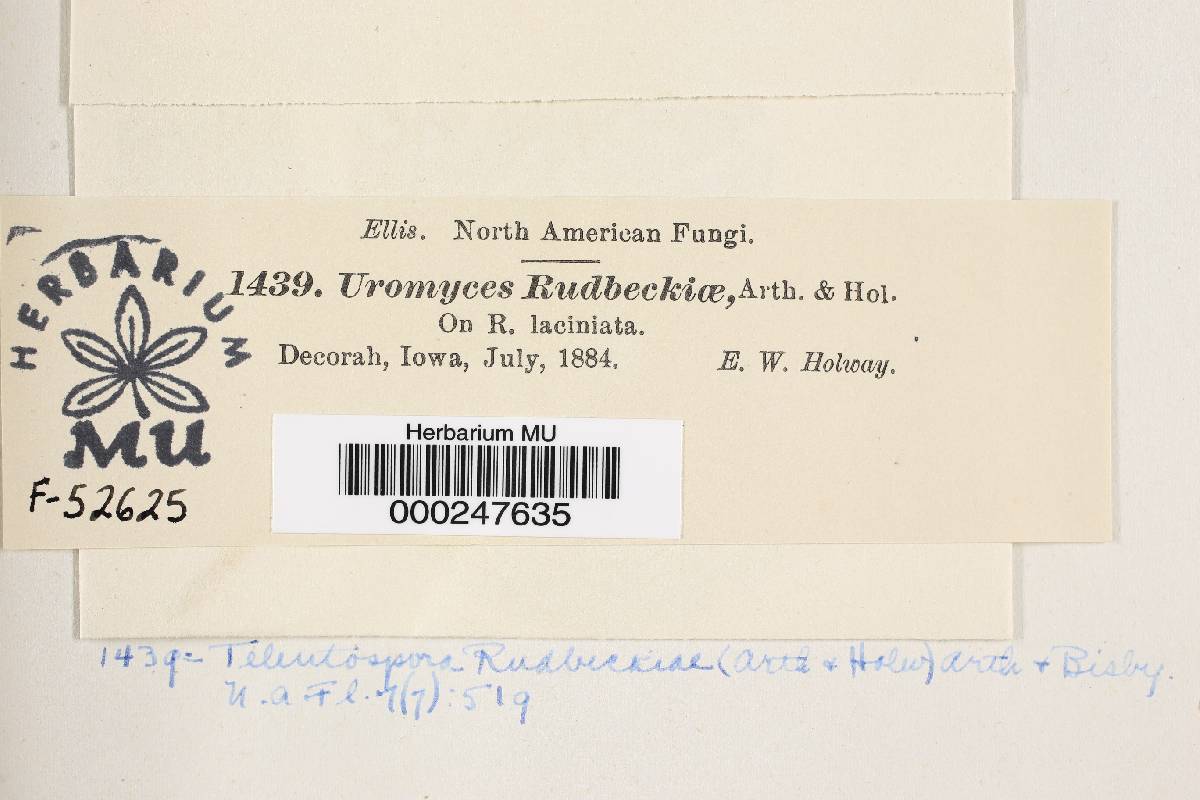 Ellis. North American Fungi.
1439. Uromyces Rudbeckiæ, Arth. & Hol.
On R. laciniata.
Decorah, Iowa, July, 1884. E. W. Holway.
HERBARIUM
MU
F-52625
Herbarium MU
000247635
1439= Teleutospora Rudbeckiae (Arth & Holw) Arth & Bisby.
N.A.Fl. 7(7):519